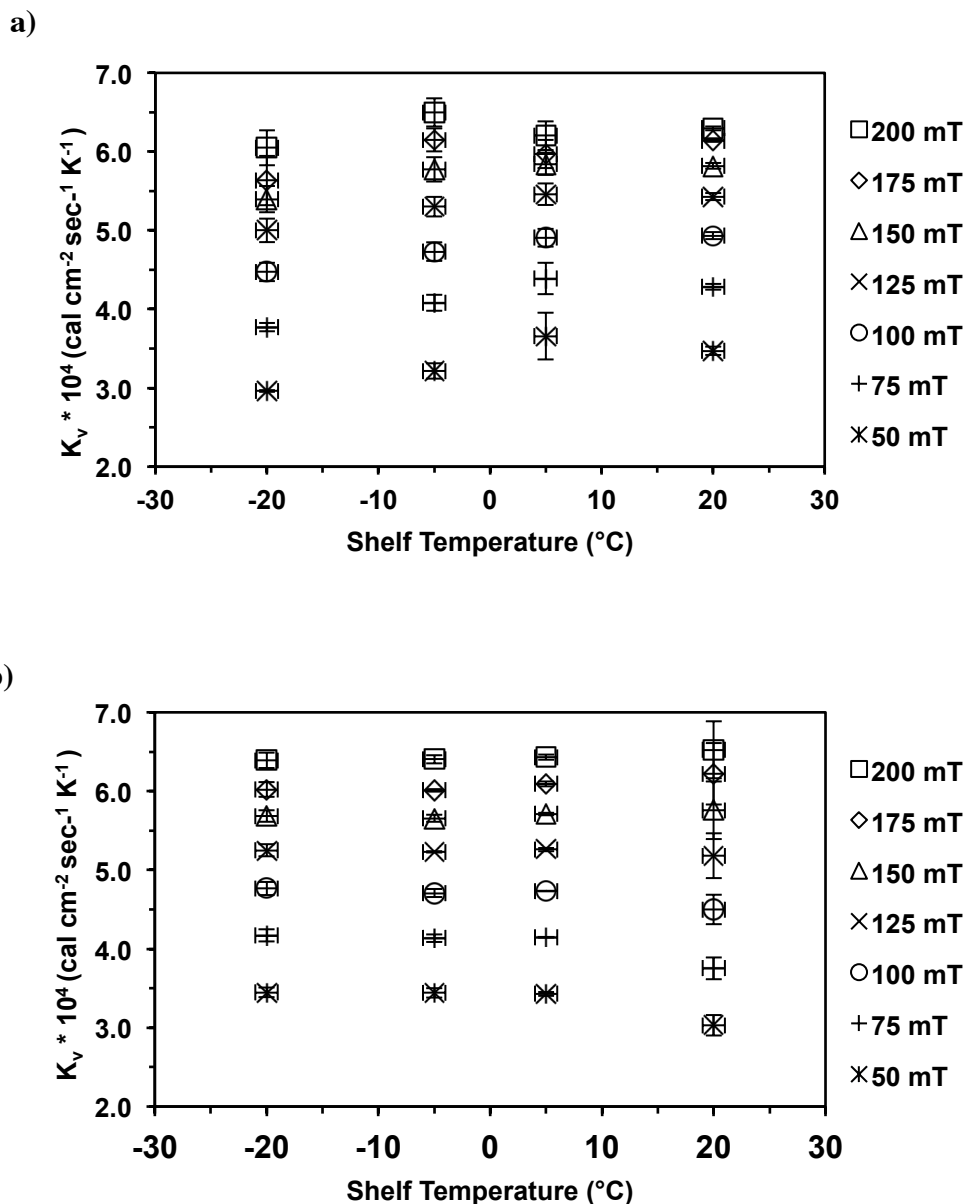 a)
7.0
6.0
5.0
4.0
3.0
2.0
-30 -20 -10 0 10 20 30
Kv * 10⁴ (cal cm⁻² sec-¹ K⁻¹)
Shelf Temperature (°C)
200 mT
175 mT
150 mT
125 mT
100 mT
75 mT
50 mT
)
7.0
6.0
5.0
4.0
3.0
2.0
-30 -20 -10 0 10 20 30
Kv * 10⁴ (cal cm⁻² sec-¹ K⁻¹)
Shelf Temperature (°C)
200 mT
175 mT
150 mT
125 mT
100 mT
75 mT
50 mT